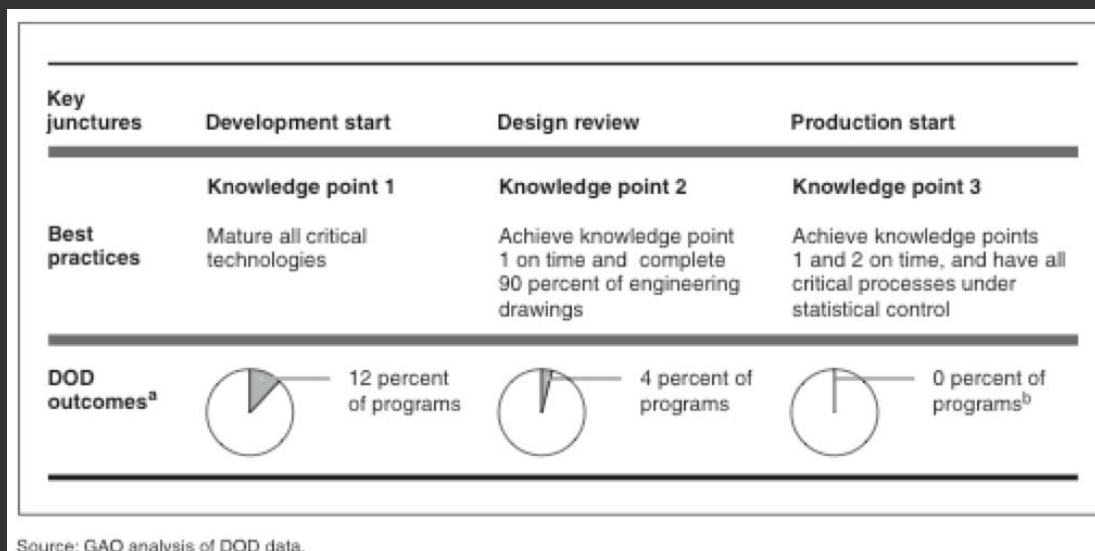 Key
junctures
Development start
Design review
Production start
Knowledge point 1
Knowledge point 2
Knowledge point 3
Best
practices
Mature all critical
technologies
Achieve knowledge point
1 on time and complete
90 percent of engineering
drawings
Achieve knowledge points
1 and 2 on time, and have all
critical processes under
statistical control
DOD
outcomesᵃ
12 percent
of programs
4 percent of
programs
0 percent of
programsᵇ
Source: GAO analysis of DOD data.